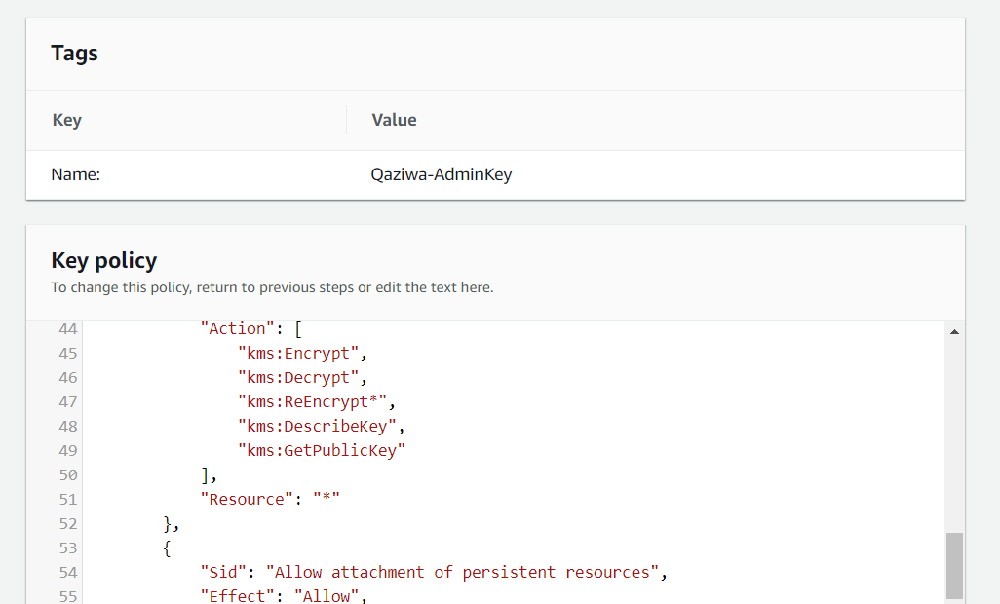 Tags
Key Value
Name: Qaziwa-AdminKey
Key policy
To change this policy, return to previous steps or edit the text here.
44 "Action": [
45 "kms:Encrypt",
46 "kms:Decrypt",
47 "kms:ReEncrypt*",
48 "kms:DescribeKey",
49 "kms:GetPublicKey"
50 ],
51 "Resource": "*"
52 },
53 {
54 "Sid": "Allow attachment of persistent resources",
55 "Effect": "Allow",